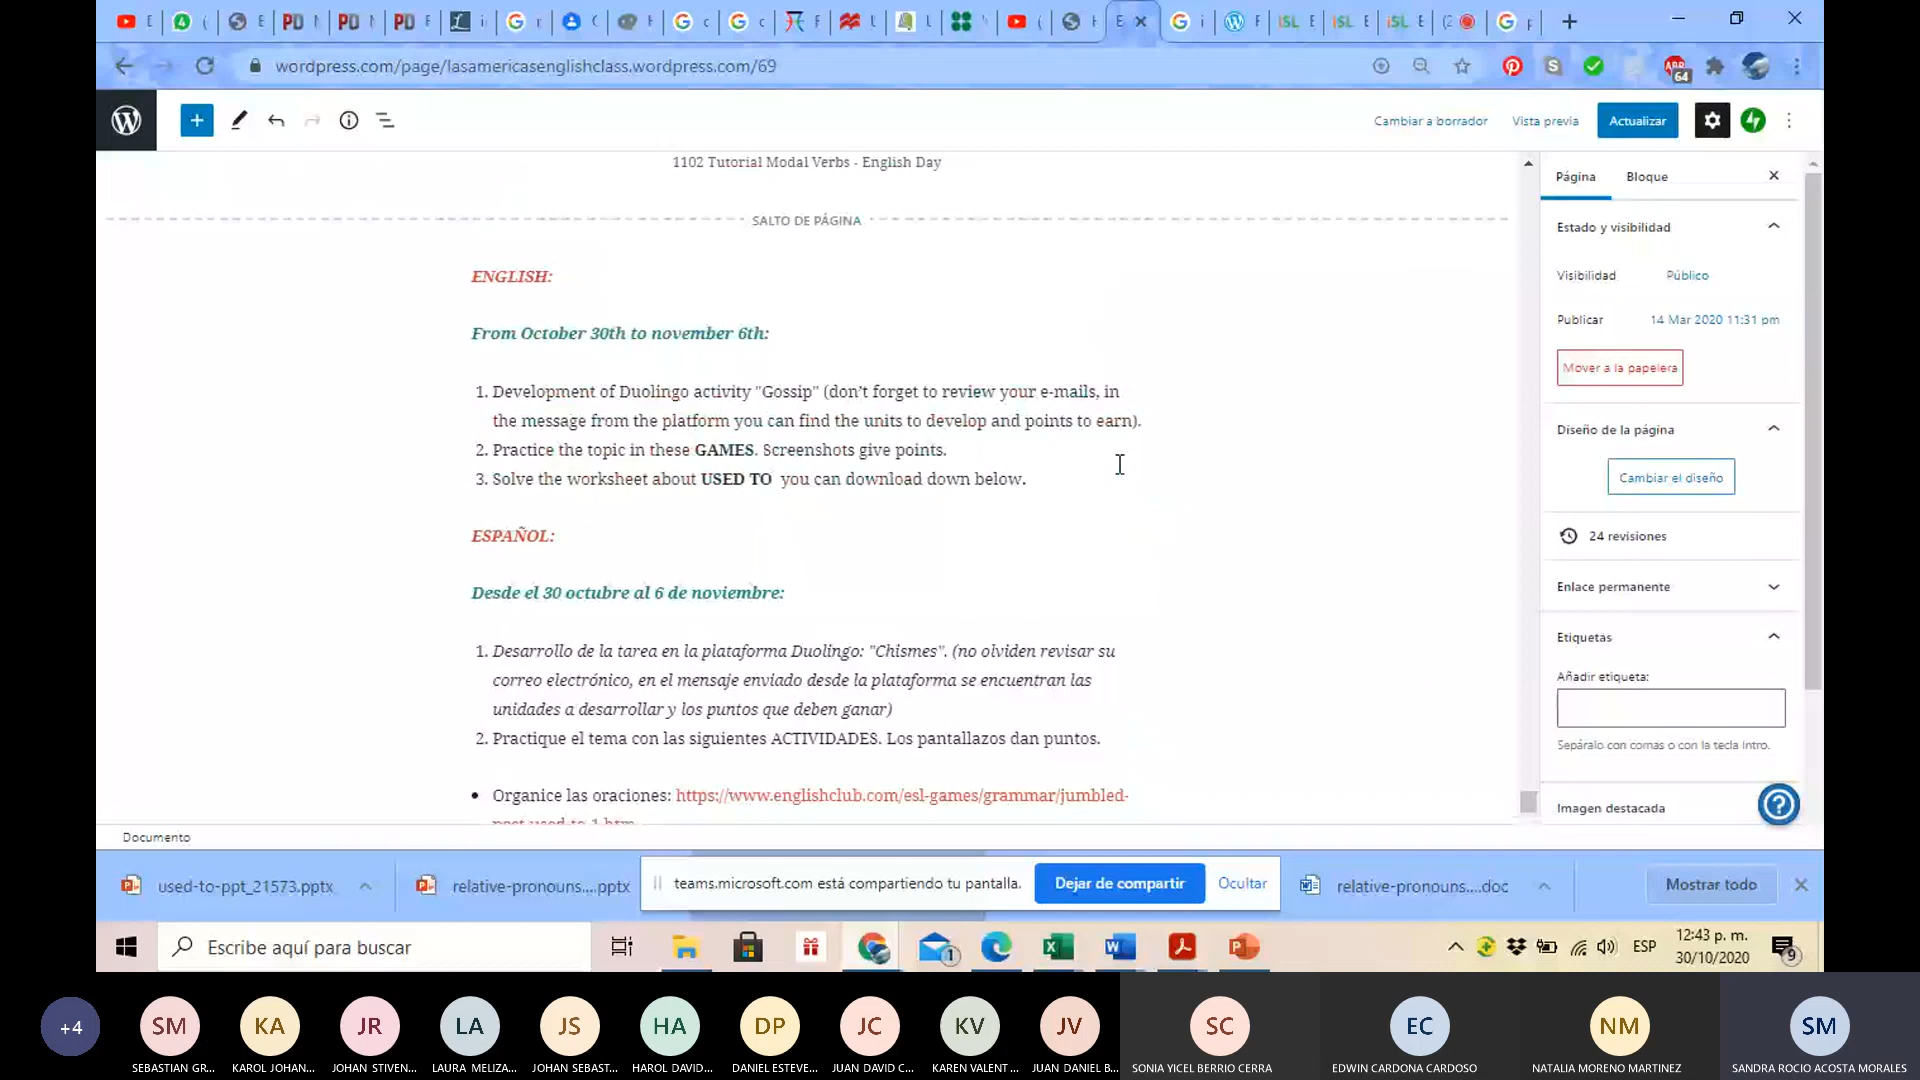 wordpress.com/page/lasamericasenglishclass.wordpress.com/69
64
Cambiar a borrador
Vista previa
Actualizar
1102 Tutorial Modal Verbs - English Day
SALTO DE PÁGINA
ENGLISH:
From October 30th to november 6th:
1. Development of Duolingo activity "Gossip" (don't forget to review your e-mails, in
the message from the platform you can find the units to develop and points to earn).
2. Practice the topic in these GAMES. Screenshots give points.
3. Solve the worksheet about USED TO you can download down below.
ESPAÑOL:
Desde el 30 octubre al 6 de noviembre:
1. Desarrollo de la tarea en la plataforma Duolingo: "Chismes". (no olviden revisar su
correo electrónico, en el mensaje enviado desde la plataforma se encuentran las
unidades a desarrollar y los puntos que deben ganar)
2. Practique el tema con las siguientes ACTIVIDADES. Los pantallazos dan puntos.
• Organice las oraciones: https://www.englishclub.com/esl-games/grammar/jumbled-
past-used-to-1.htm
Página
Bloque
Estado y visibilidad
Visibilidad
Público
Publicar
14 Mar 2020 11:31 pm
Mover a la papelera
Diseño de la página
Cambiar el diseño
24 revisiones
Enlace permanente
Etiquetas
Añadir etiqueta:
Sepáralo con comas o con la tecla Intro.
Imagen destacada
Documento
used-to-ppt_21573.pptx
relative-pronouns....pptx
teams.microsoft.com está compartiendo tu pantalla.
Dejar de compartir
Ocultar
relative-pronouns....doc
Mostrar todo
Escribe aquí para buscar
1
ESP
12:43 p. m.
30/10/2020
9
+4
SM
KA
JR
LA
JS
HA
DP
JC
KV
JV
SC
EC
NM
SM
SEBASTIAN GR...
KAROL JOHAN...
JOHAN STIVEN...
LAURA MELIZA...
JOHAN SEBAST...
HAROL DAVID...
DANIEL ESTEVE...
JUAN DAVID C...
KAREN VALENT...
JUAN DANIEL B...
SONIA YICEL BERRIO CERRA
EDWIN CARDONA CARDOSO
NATALIA MORENO MARTINEZ
SANDRA ROCIO ACOSTA MORALES